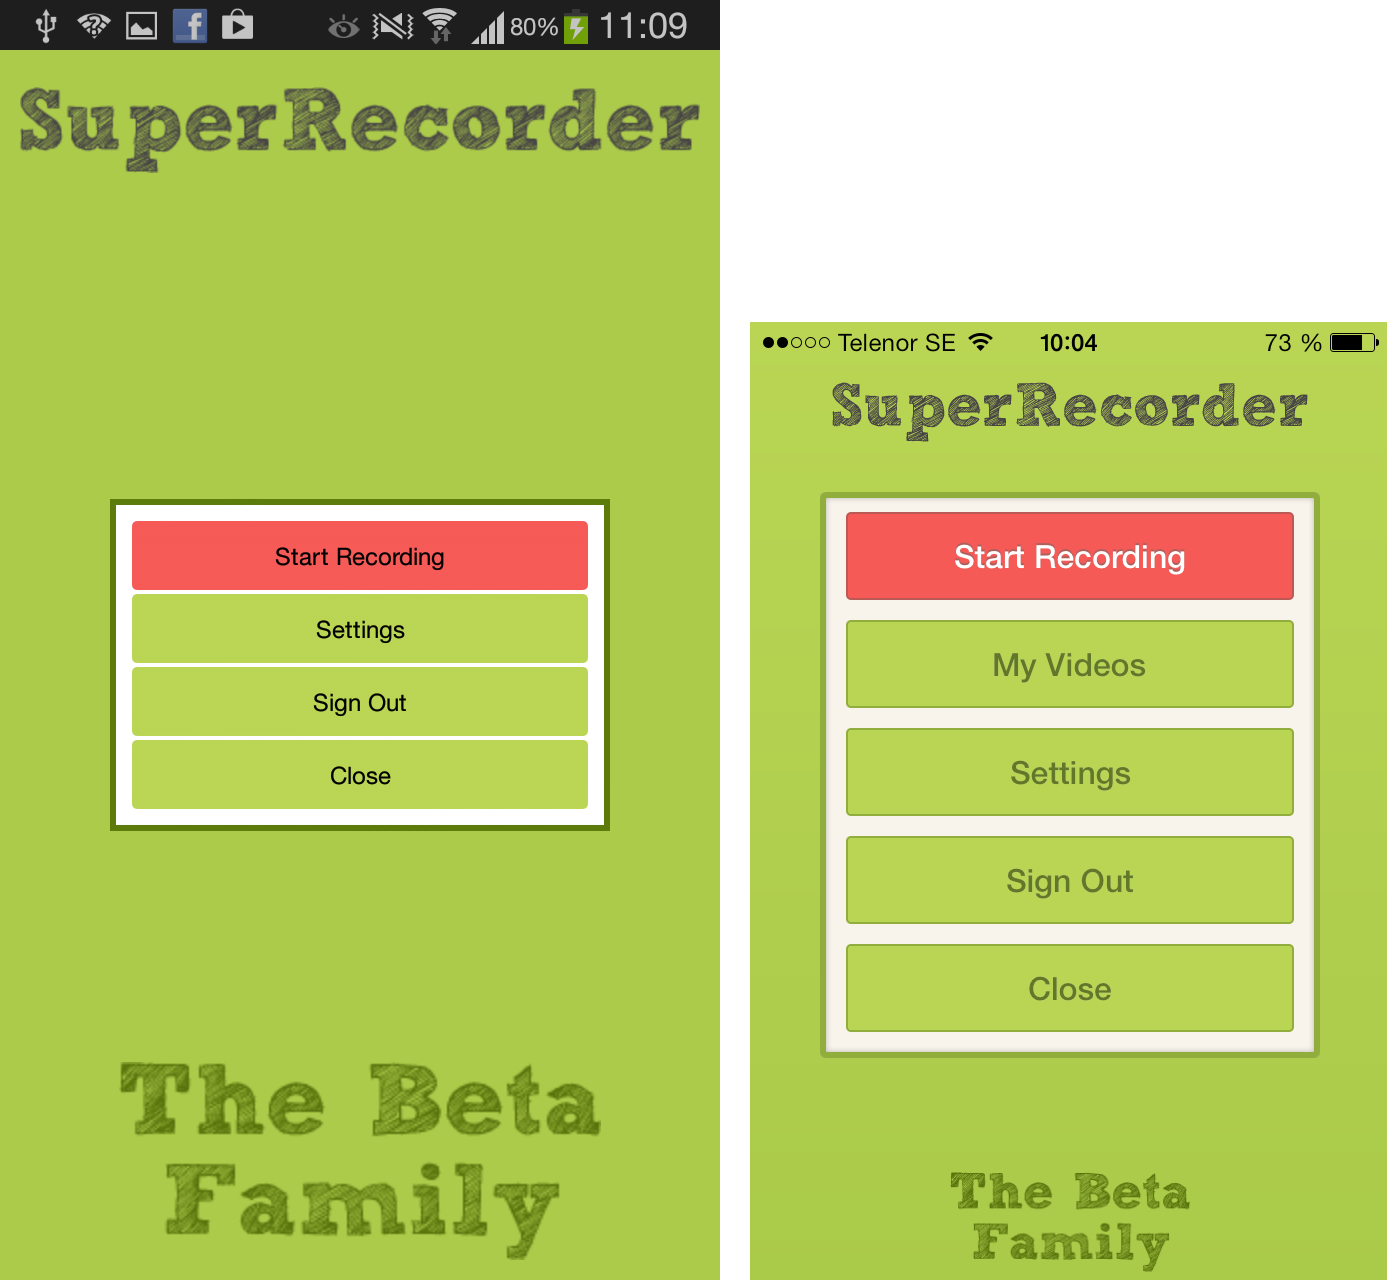 80% 11:09
SuperRecorder
Start Recording
Settings
Sign Out
Close
The Beta
Family
Telenor SE 10:04 73 %
SuperRecorder
Start Recording
My Videos
Settings
Sign Out
Close
The Beta
Family